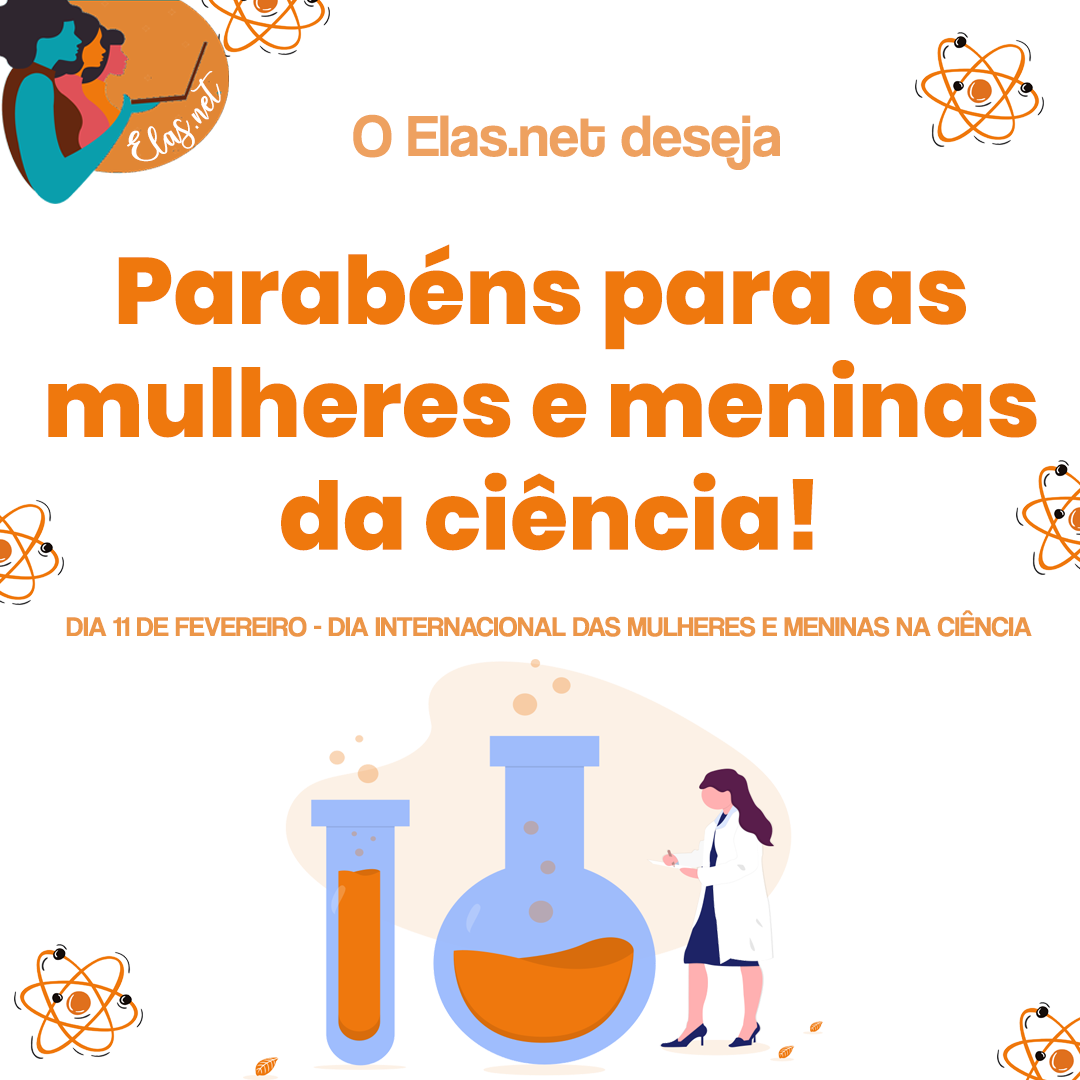 Elas.net
O Elas.net deseja
Parabéns para as
mulheres e meninas
da ciência!
DIA 11 DE FEVEREIRO - DIA INTERNACIONAL DAS MULHERES E MENINAS NA CIÊNCIA